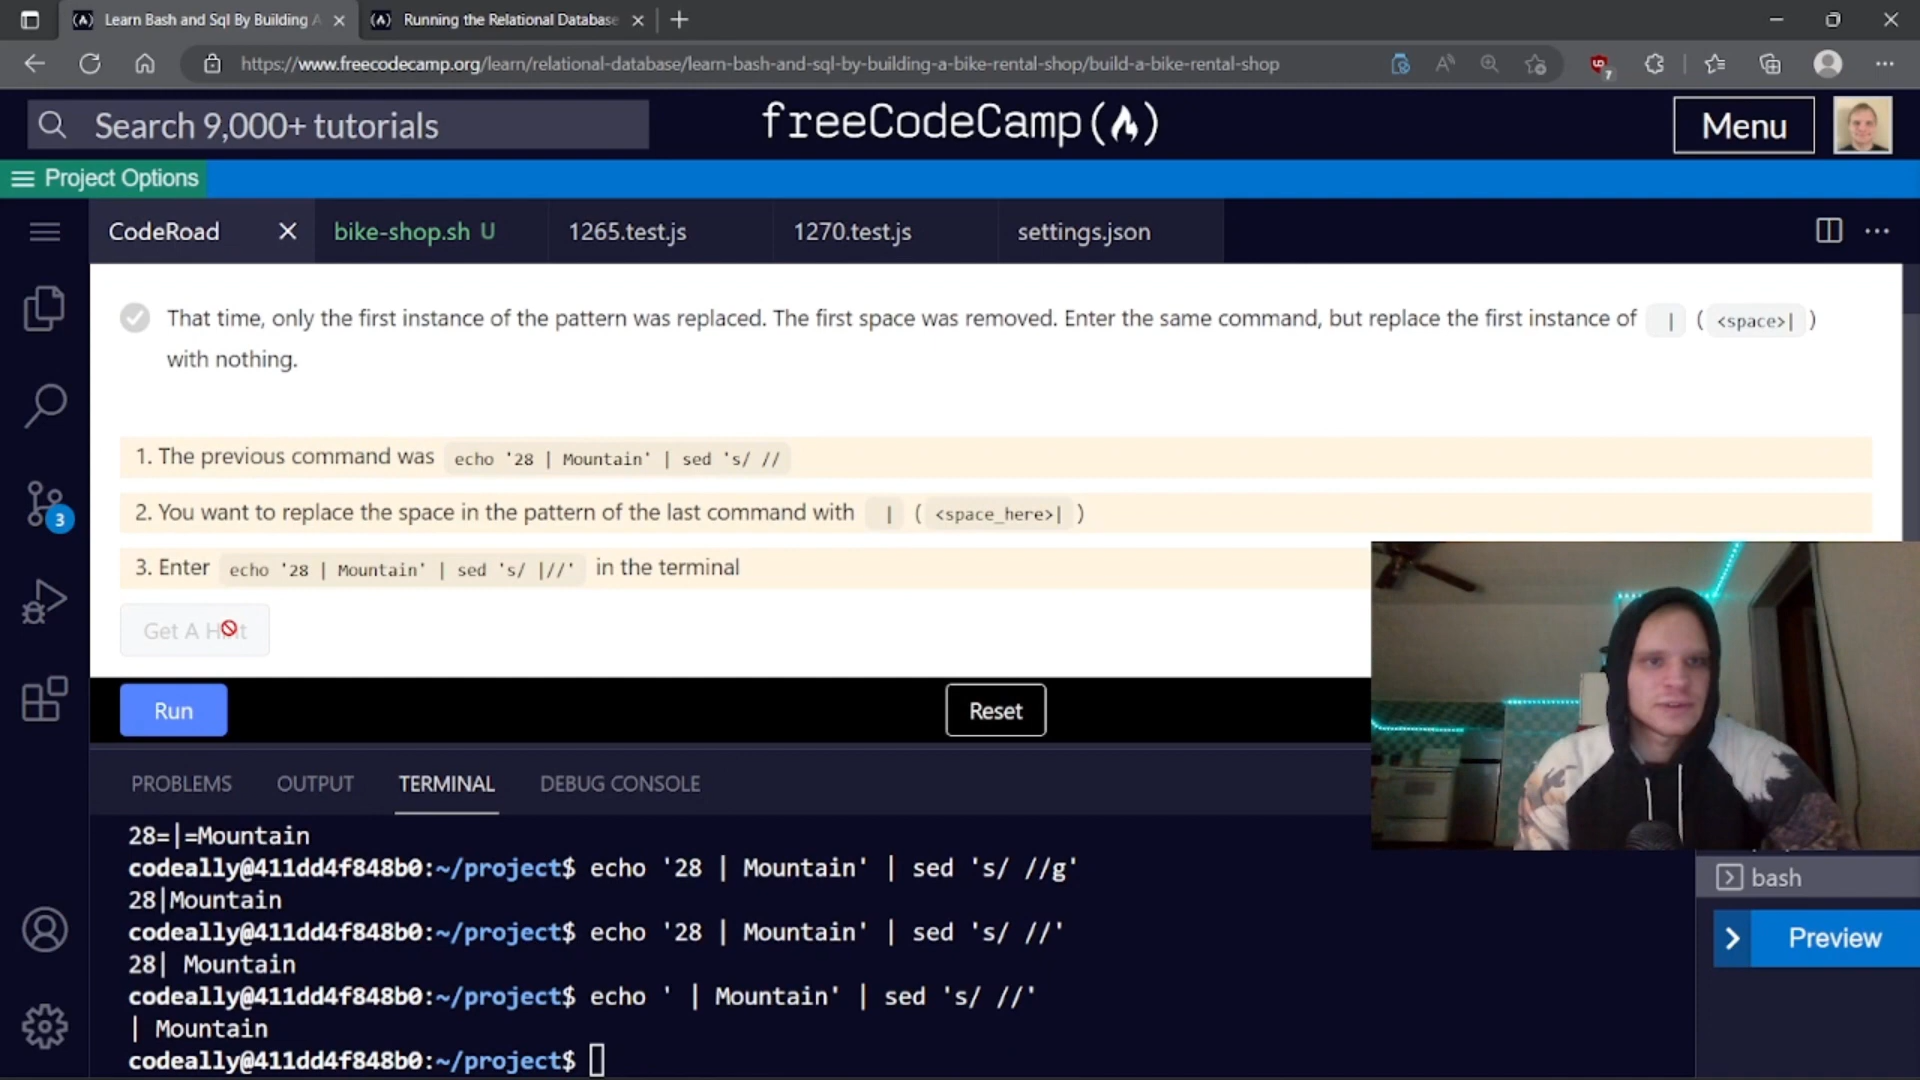 Learn Bash and Sql By Building A
Running the Relational Database
https://www.freecodecamp.org/learn/relational-database/learn-bash-and-sql-by-building-a-bike-rental-shop/build-a-bike-rental-shop
7
Search 9,000+ tutorials
freeCodeCamp(🔥)
Menu
Project Options
CodeRoad
bike-shop.sh U
1265.test.js
1270.test.js
settings.json
That time, only the first instance of the pattern was replaced. The first space was removed. Enter the same command, but replace the first instance of | ( <space>| )
with nothing.
1. The previous command was echo '28 | Mountain' | sed 's/ //
2. You want to replace the space in the pattern of the last command with | ( <space_here>| )
3. Enter echo '28 | Mountain' | sed 's/ |//' in the terminal
Get A Hint
3
Run
Reset
PROBLEMS
OUTPUT
TERMINAL
DEBUG CONSOLE
28=|=Mountain
codeally@411dd4f848b0:~/project$ echo '28 | Mountain' | sed 's/ //g'
28|Mountain
codeally@411dd4f848b0:~/project$ echo '28 | Mountain' | sed 's/ //'
28| Mountain
codeally@411dd4f848b0:~/project$ echo ' | Mountain' | sed 's/ //'
| Mountain
codeally@411dd4f848b0:~/project$
bash
Preview